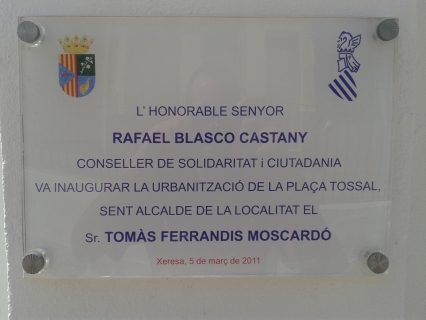 L' HONORABLE SENYOR
RAFAEL BLASCO CASTANY
CONSELLER DE SOLIDARITAT i CIUTADANIA
VA INAUGURAR LA URBANITZACIÓ DE LA PLAÇA TOSSAL,
SENT ALCALDE DE LA LOCALITAT EL
Sr. TOMÀS FERRANDIS MOSCARDÓ
Xeresa, 5 de març de 2011